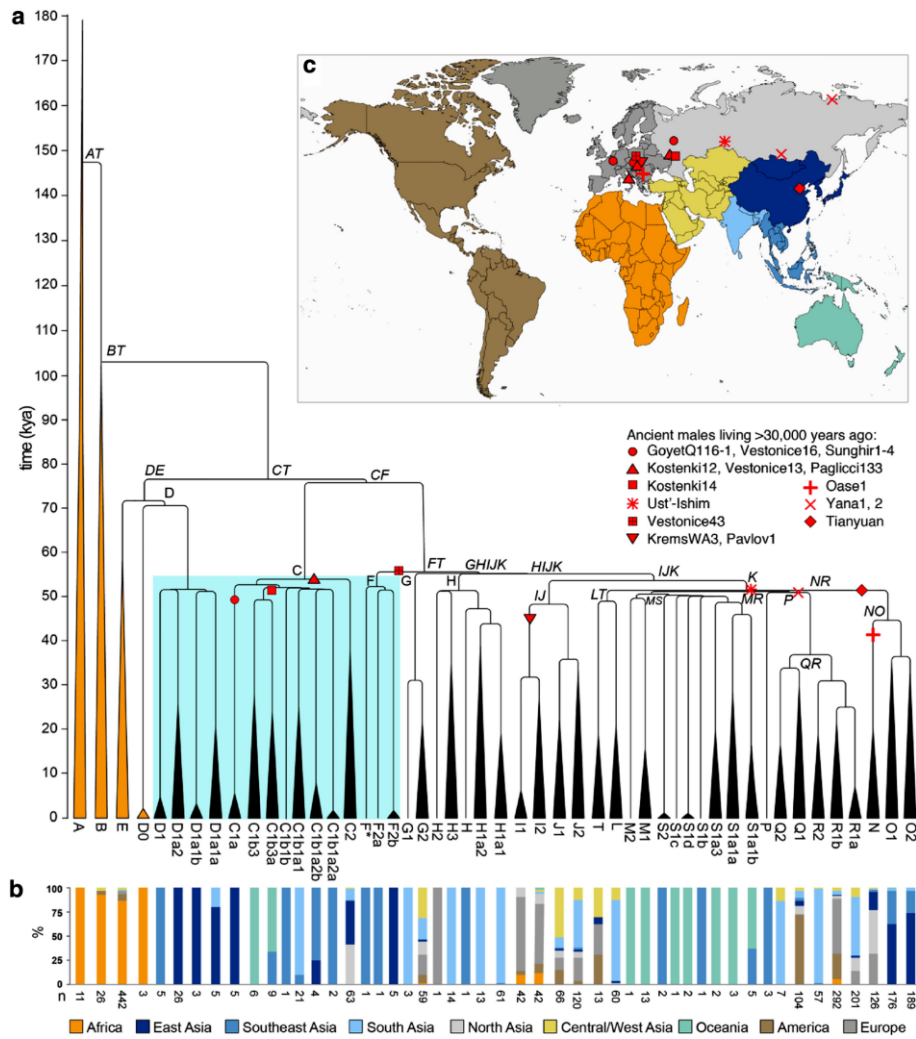 a
180
170
160
150
140
130
120
110
100
90
80
70
60
50
40
30
20
10
0
time (kya)
c
AT
BT
DE
CT
CF
D
C
F
G
FT
GHIJK
H
HIJK
IJ
IJK
LT
MS
K
MR
P
NR
NO
QR
Ancient males living >30,000 years ago:
GoyetQ116-1, Vestonice16, Sunghir1-4
Kostenki12, Vestonice13, Paglicci133
Kostenki14
Oase1
Ust'-Ishim
Yana1, 2
Vestonice43
Tianyuan
KremsWA3, Pavlov1
A B E D0 D1 D1a2 D1a1b D1a1a C1a C1b3 C1b3a C1b1b C1b1a1 C1b1a2b C1b1a2a C2 F* F2a F2b G1 G2 H2 H3 H H1a2 H1a1 I1 I2 J1 J2 T L M2 M1 S2 S1c S1d S1b S1a3 S1a1a S1a1b P Q2 Q1 R2 R1b R1a N O1 O2
b
100
75
50
25
0
%
n 11 26 442 3 5 26 3 5 5 6 9 1 21 4 2 63 1 1 5 3 1 14 1 13 61 42 42 66 120 13 60 1 13 2 1 2 1 2 5 3 7 104 57 292 201 126 176 189
Africa East Asia Southeast Asia South Asia North Asia Central/West Asia Oceania America Europe